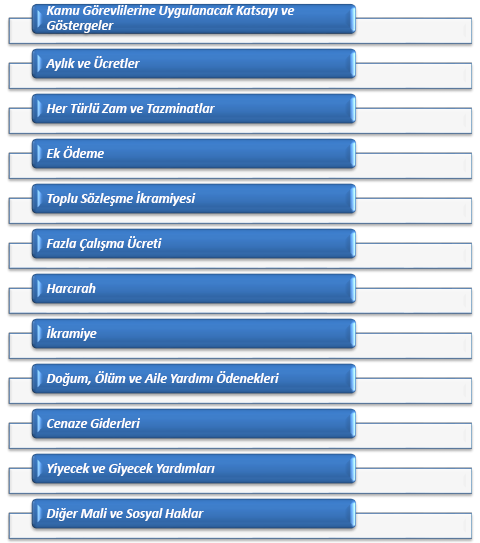 Kamu Görevlilerine Uygulanacak Katsayı ve
Göstergeler
Aylık ve Ücretler
Her Türlü Zam ve Tazminatlar
Ek Ödeme
Toplu Sözleşme İkramiyesi
Fazla Çalışma Ücreti
Harcırah
İkramiye
Doğum, Ölüm ve Aile Yardımı Ödenekleri
Cenaze Giderleri
Yiyecek ve Giyecek Yardımları
Diğer Mali ve Sosyal Haklar